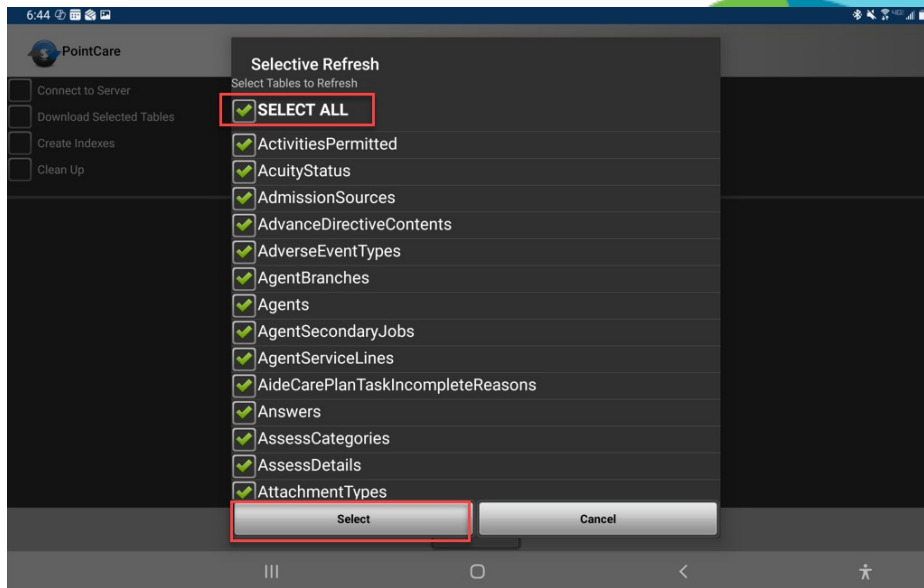 6:44
PointCare
Connect to Server
Download Selected Tables
Create Indexes
Clean Up
Selective Refresh
Select Tables to Refresh
SELECT ALL
ActivitiesPermitted
AcuityStatus
AdmissionSources
AdvanceDirectiveContents
AdverseEventTypes
AgentBranches
Agents
AgentSecondaryJobs
AgentServiceLines
AideCarePlanTaskIncompleteReasons
Answers
AssessCategories
AssessDetails
AttachmentTypes
Select Cancel